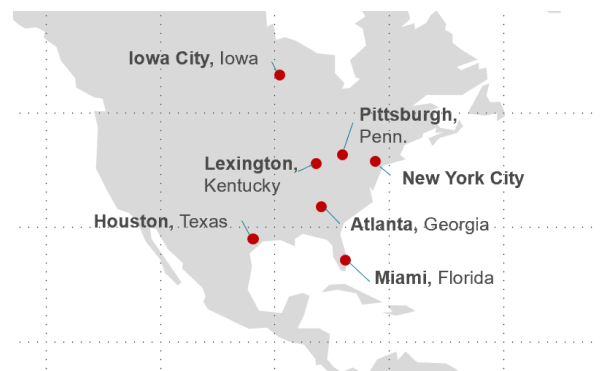 Iowa City, Iowa
Pittsburgh,
Penn.
Lexington,
Kentucky
New York City
Houston, Texas
Atlanta, Georgia
Miami, Florida